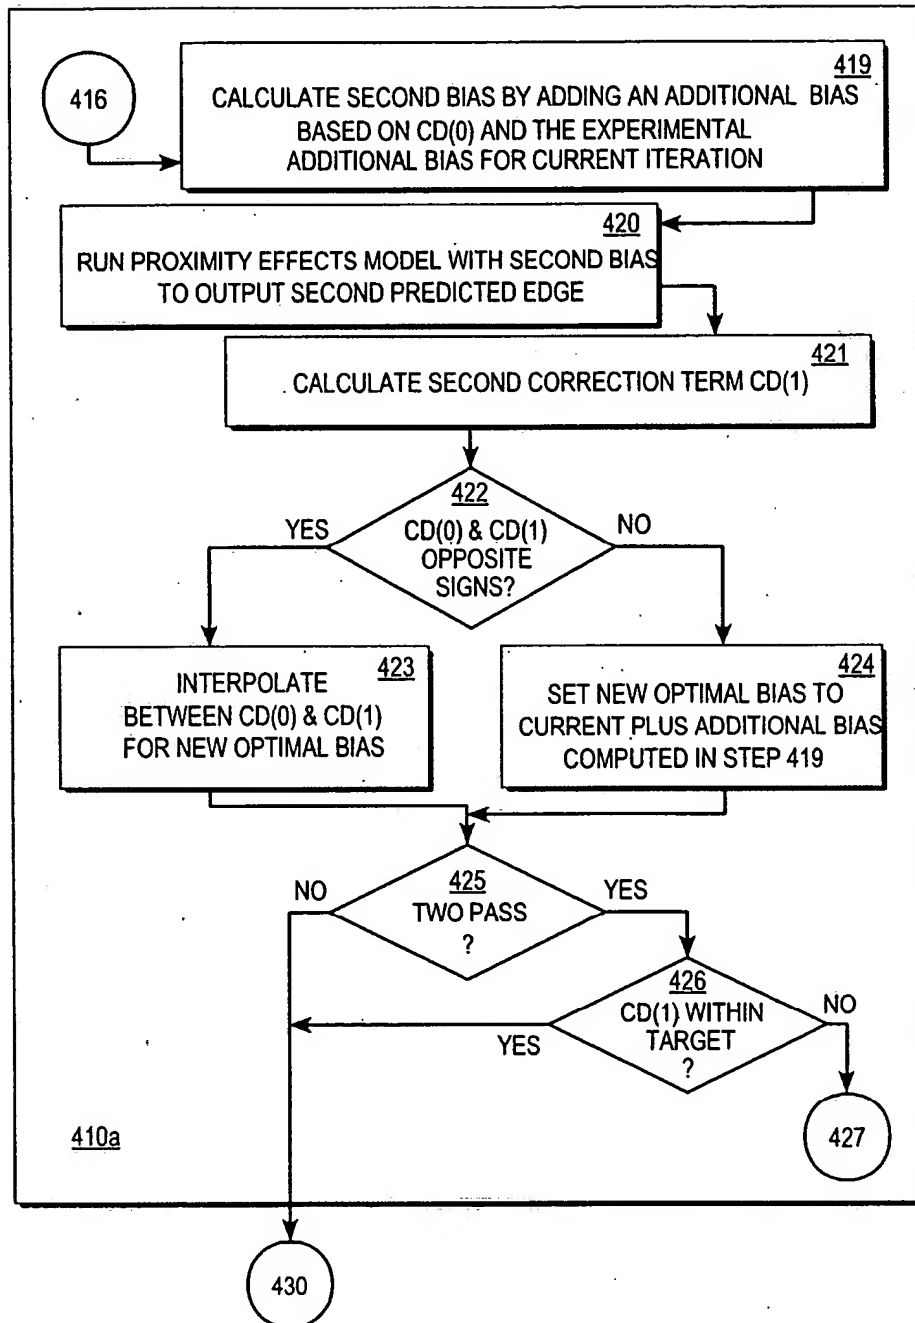 416
419
CALCULATE SECOND BIAS BY ADDING AN ADDITIONAL BIAS
BASED ON CD(0) AND THE EXPERIMENTAL
ADDITIONAL BIAS FOR CURRENT ITERATION
420
RUN PROXIMITY EFFECTS MODEL WITH SECOND BIAS
TO OUTPUT SECOND PREDICTED EDGE
421
CALCULATE SECOND CORRECTION TERM CD(1)
422
CD(0) & CD(1)
OPPOSITE
SIGNS?
YES
NO
423
INTERPOLATE
BETWEEN CD(0) & CD(1)
FOR NEW OPTIMAL BIAS
424
SET NEW OPTIMAL BIAS TO
CURRENT PLUS ADDITIONAL BIAS
COMPUTED IN STEP 419
425
TWO PASS
?
NO
YES
426
CD(1) WITHIN
TARGET
?
YES
NO
427
410a
430